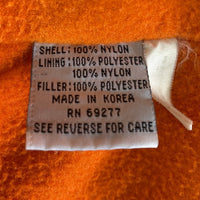 SHELL: 100% NYLON
LINING: 100% POLYESTER
100% NYLON
FILLER: 100% POLYESTER
MADE IN KOREA
RN 69277
SEE REVERSE FOR CARE